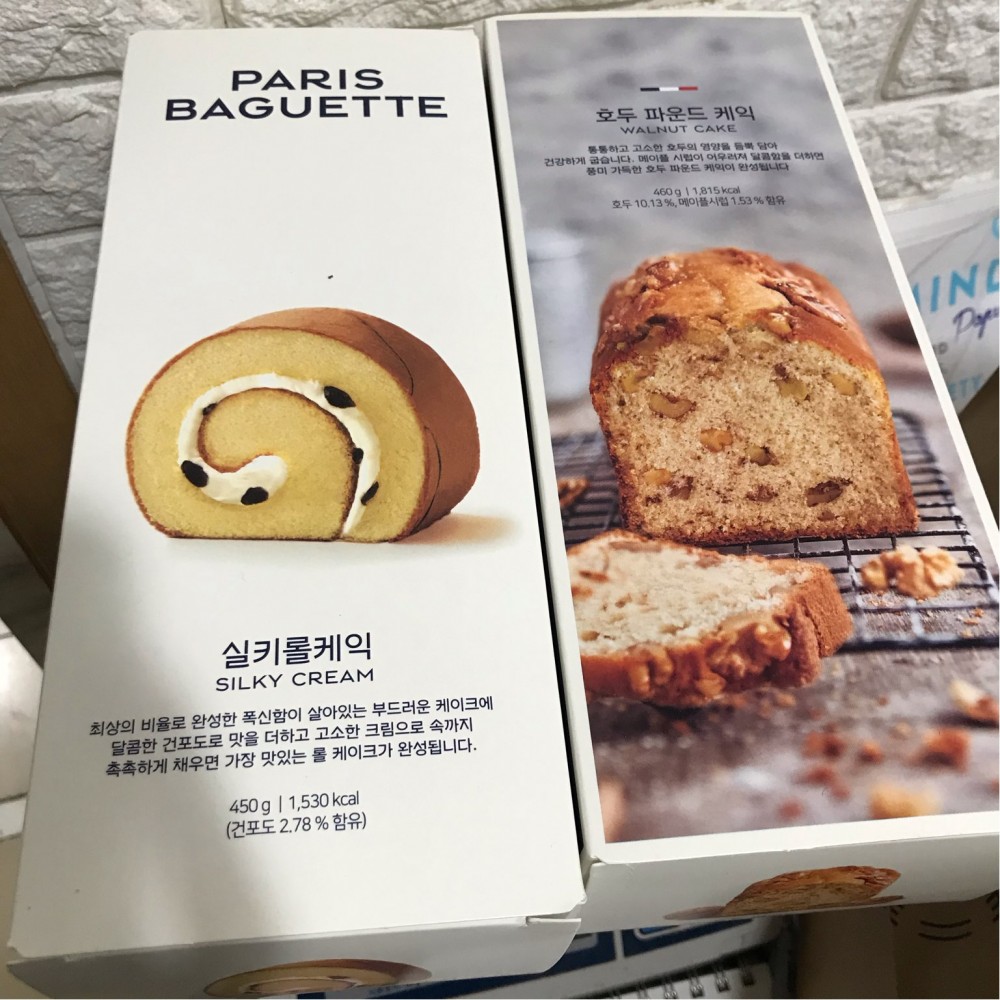 PARIS
BAGUETTE
실키롤케익
SILKY CREAM
최상의 비율로 완성한 폭신함이 살아있는 부드러운 케이크에
달콤한 건포도로 맛을 더하고 고소한 크림으로 속까지
촉촉하게 채우면 가장 맛있는 롤 케이크가 완성됩니다.
450 g | 1,530 kcal
(건포도 2.78 % 함유)
호두 파운드 케익
WALNUT CAKE
통통하고 고소한 호두의 영양을 듬뿍 담아
건강하게 굽습니다. 메이플 시럽이 어우러져 달콤함을 더하면
풍미 가득한 호두 파운드 케익이 완성됩니다
460 g | 1,815 kcal
호두 10.13 %, 메이플시럽 1.53 % 함유